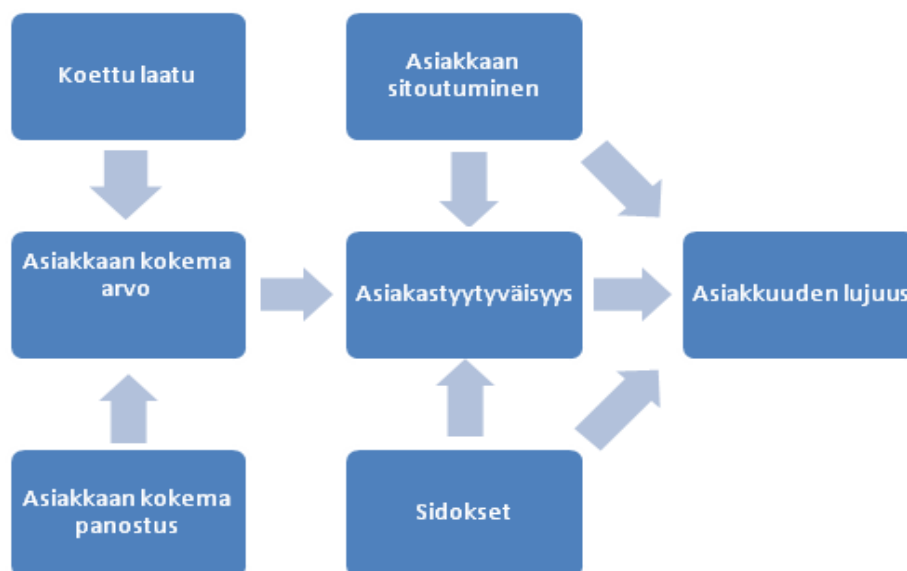 Koettu laatu
Asiakkaan
sitoutuminen
Asiakkaan kokema
arvo
Asiakastyytyväisyys
Asiakkuuden lujuus
Asiakkaan kokema
panostus
Sidokset